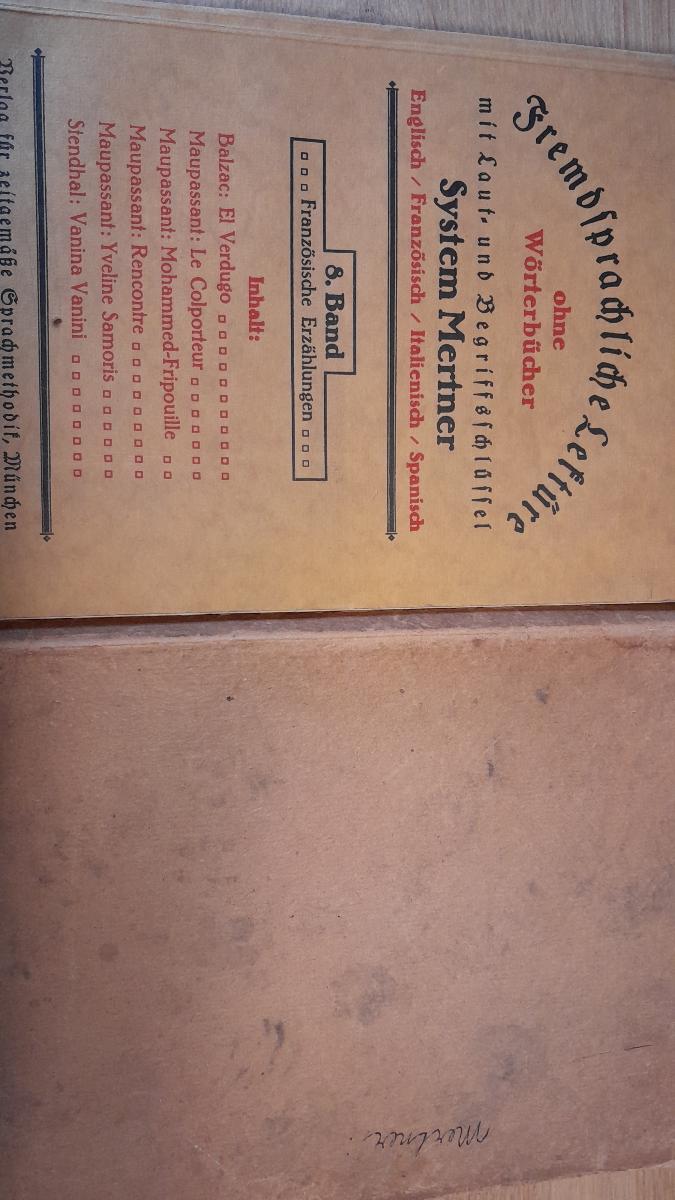 Fremdsprachliche Lektüre
ohne
Wörterbücher
mit Laut- und Begriffsschlüssel
System Mertner
Englisch / Französisch / Italienisch / Spanisch
8. Band
Französische Erzählungen
Inhalt:
Balzac: El Verdugo
Maupassant: Le Colporteur
Maupassant: Mohammed-Fripouille
Maupassant: Rencontre
Maupassant: Yveline Samoris
Stendhal: Vanina Vanini
Verlag für zeitgemäße Sprachmethodik, München
Mertner.